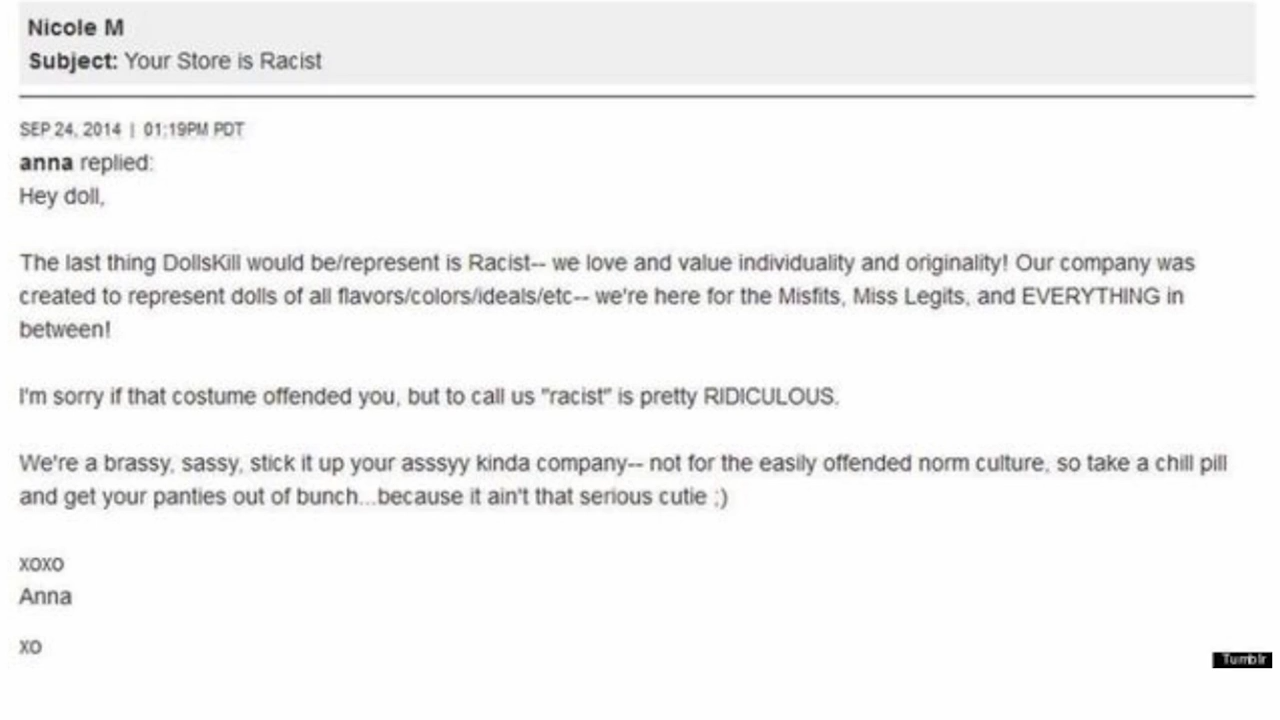 Nicole M
Subject: Your Store is Racist
SEP 24, 2014 | 01:19PM PDT
anna replied:
Hey doll,
The last thing DollsKill would be/represent is Racist-- we love and value individuality and originality! Our company was
created to represent dolls of all flavors/colors/ideals/etc-- we're here for the Misfits, Miss Legits, and EVERYTHING in
between!
I'm sorry if that costume offended you, but to call us "racist" is pretty RIDICULOUS.
We're a brassy, sassy, stick it up your asssyy kinda company-- not for the easily offended norm culture, so take a chill pill
and get your panties out of bunch...because it ain't that serious cutie ;)
xoxo
Anna
xo
Tumblr